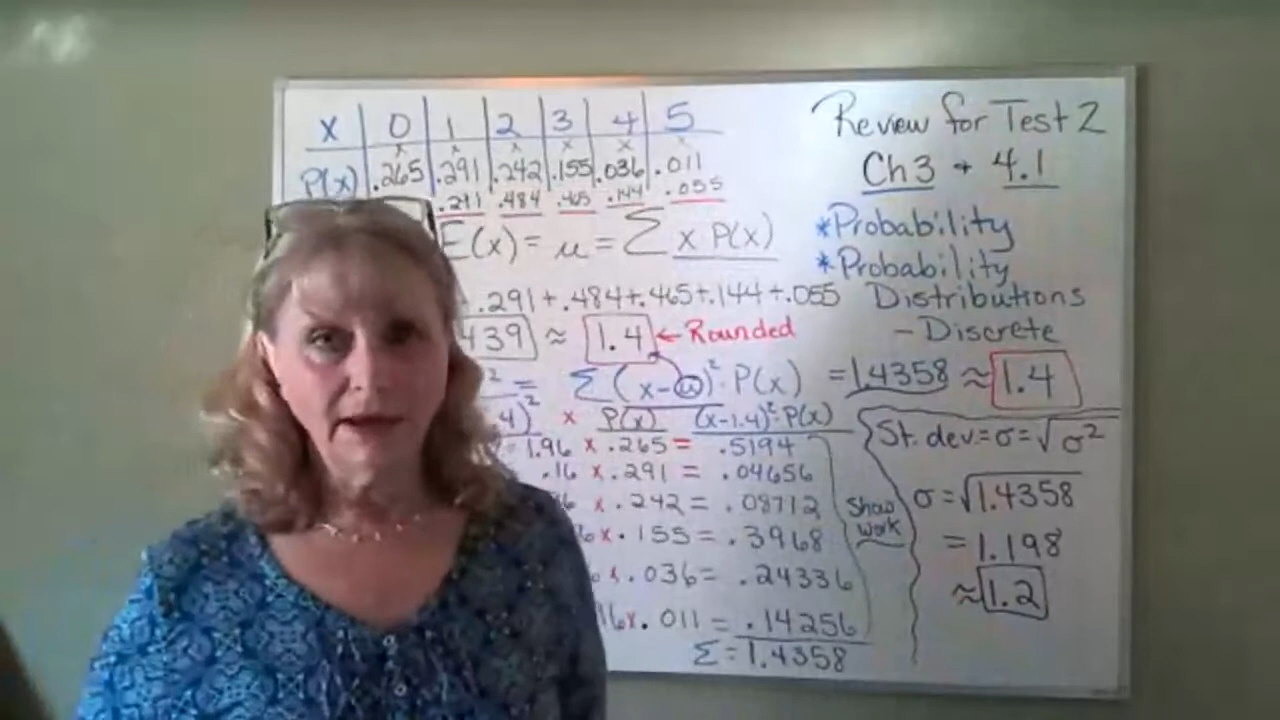 x 0 1 2 3 4 5
P(x) .265 .291 .242 .155 .036 .011
.291 .484 .465 .144 .055
E(x) = μ = Σ x P(x)
.291+.484+.465+.144+.055
439 ≈ 1.4 ← Rounded
2 = Σ (x-μ)² · P(x) = 1.4358 ≈ 1.4
.4)² x P(x) (x-1.4)²·P(x)
= 1.96 x .265 = .5194
.16 x .291 = .04656
6 x .242 = .08712
6 x .155 = .3968
x .036 = .24336
16 x .011 = .14256
Σ = 1.4358
Show
work
Review for Test 2
Ch 3 + 4.1
*Probability
*Probability
Distributions
- Discrete
St. dev = σ = √σ²
σ = √1.4358
= 1.198
≈ 1.2